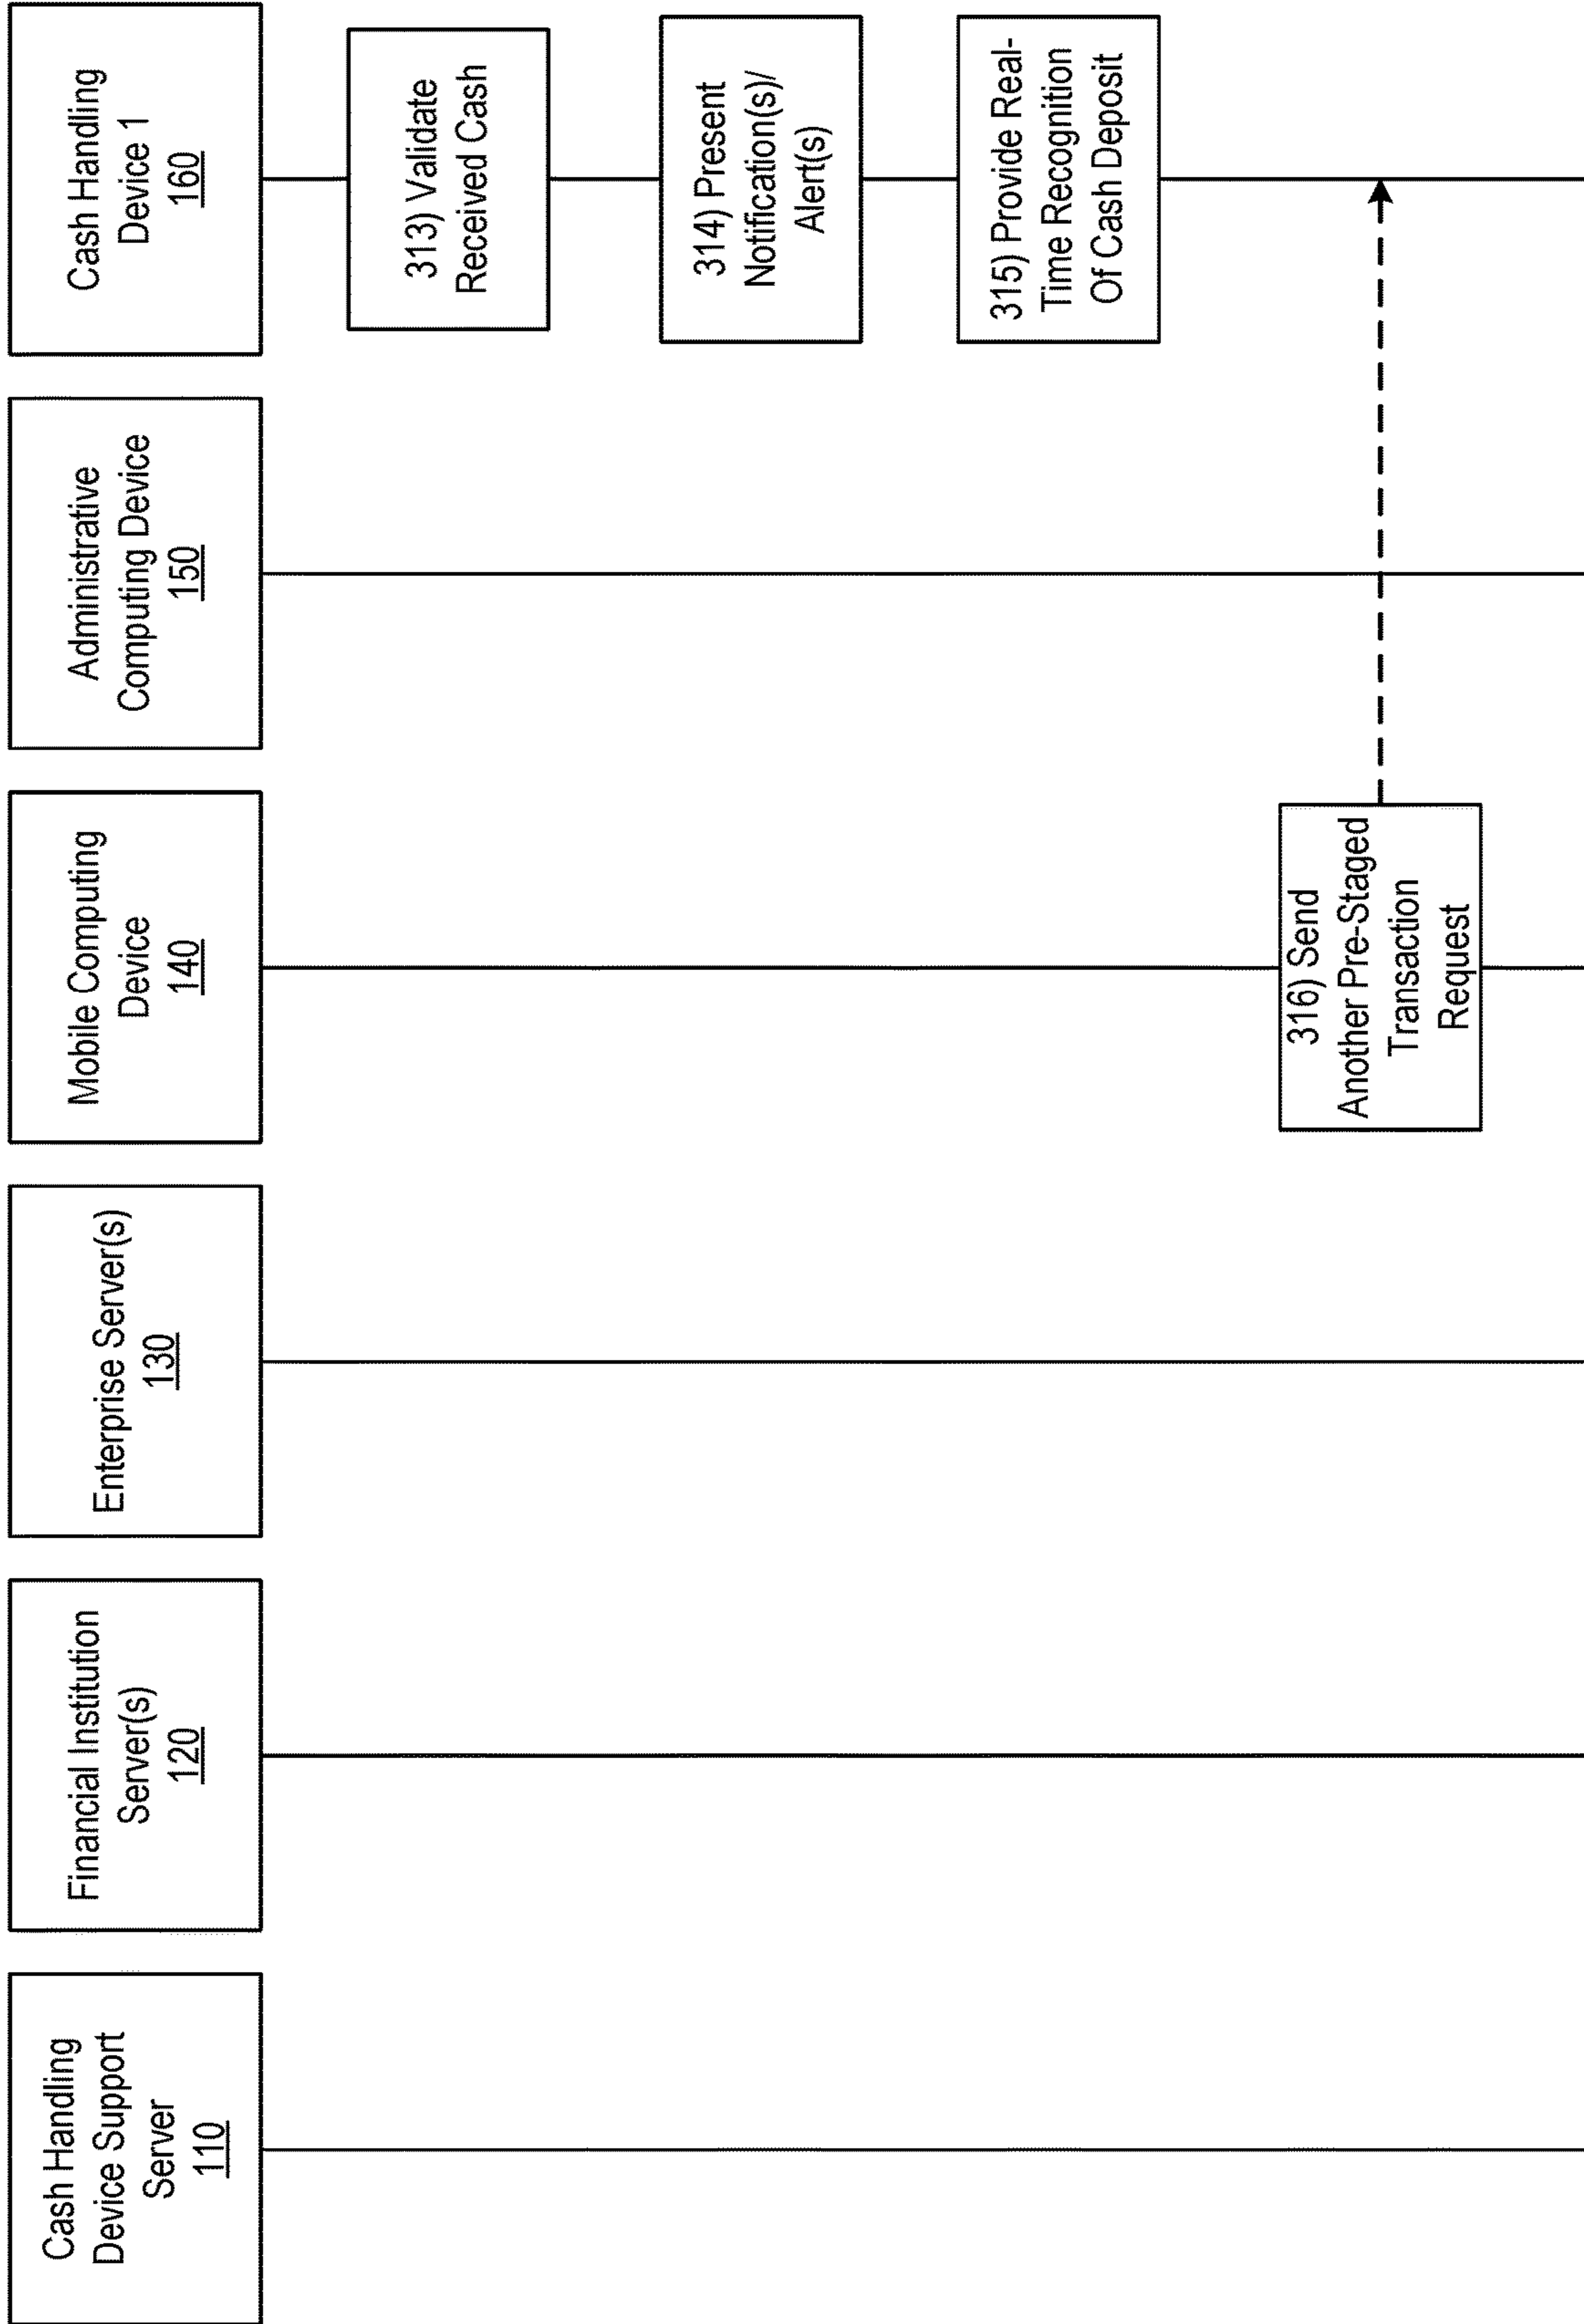 Cash Handling
Device Support
Server
110
Financial Institution
Server(s)
120
Enterprise Server(s)
130
Mobile Computing
Device
140
Administrative
Computing Device
150
Cash Handling
Device 1
160
313) Validate
Received Cash
314) Present
Notification(s)/
Alert(s)
315) Provide Real-
Time Recognition
Of Cash Deposit
316) Send
Another Pre-Staged
Transaction
Request